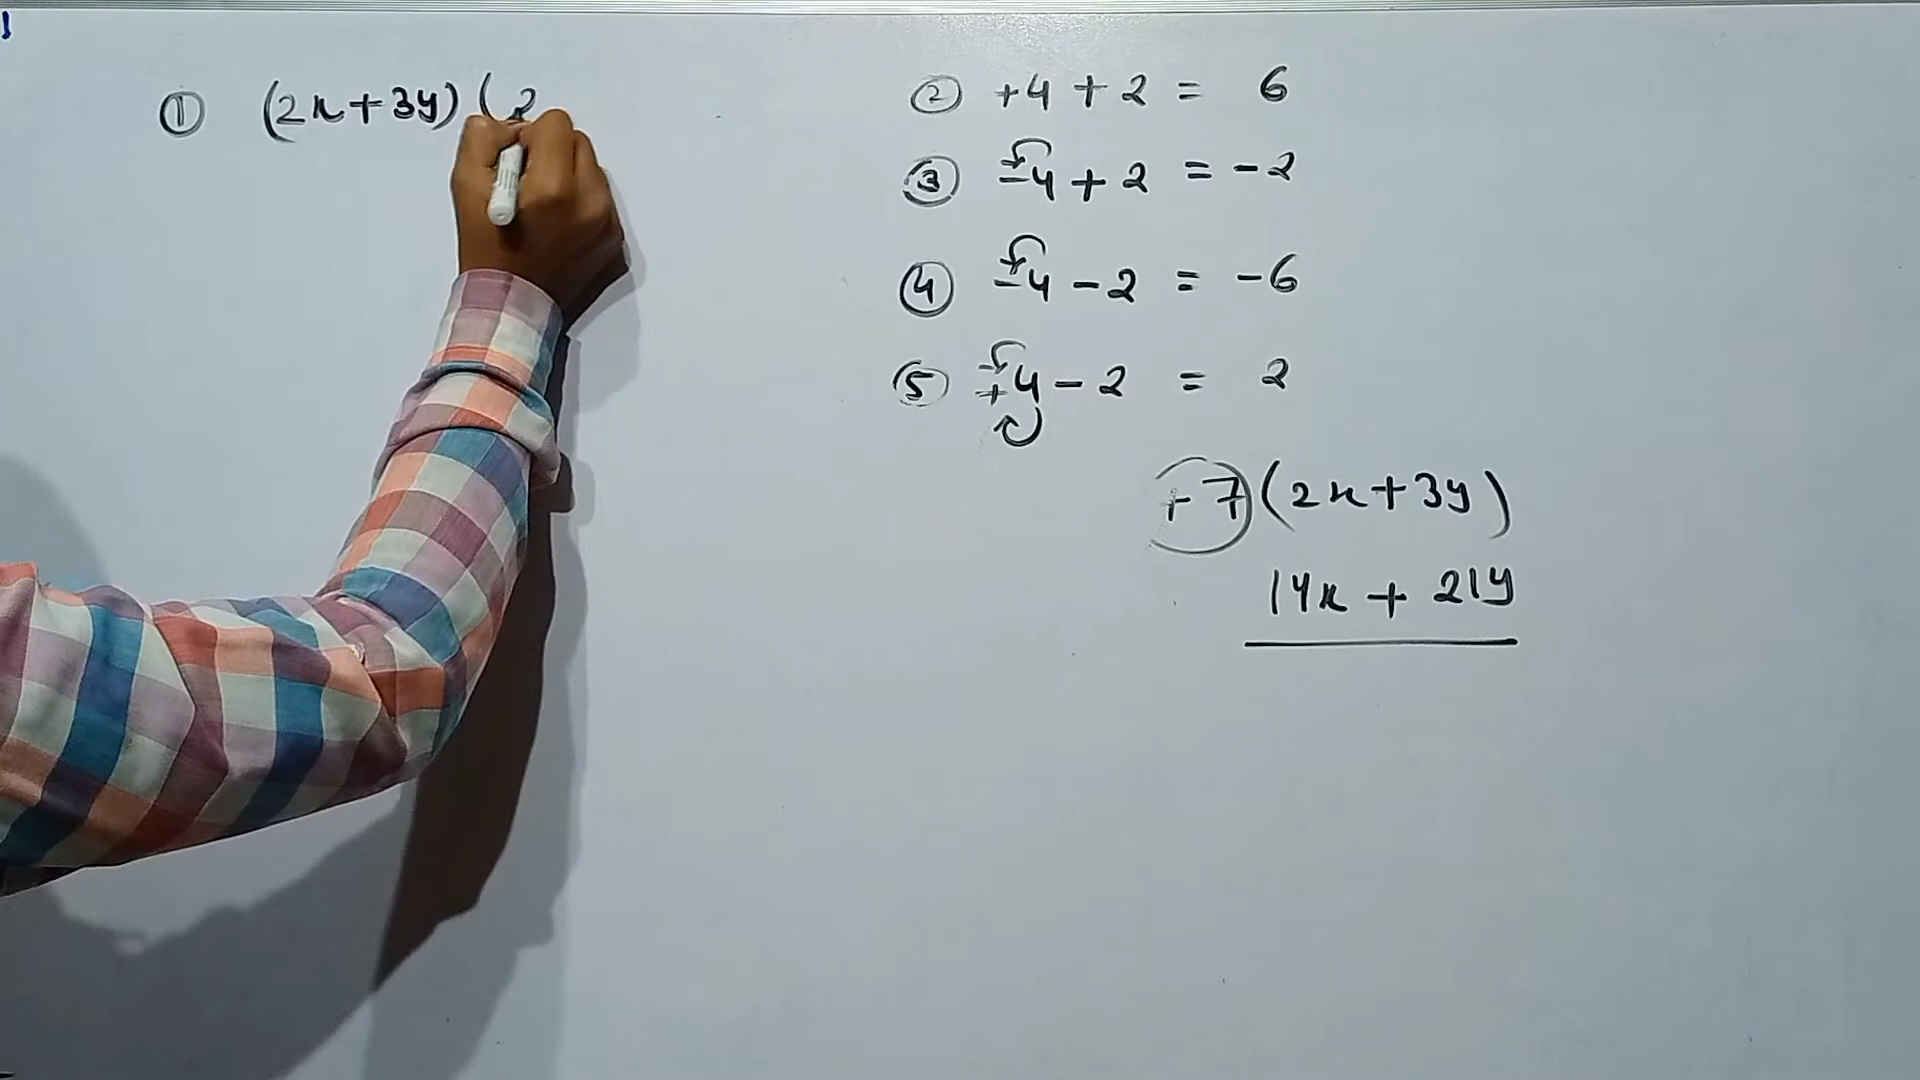 ① (2x+3y)(2
② +4+2 = 6
③ -4+2 = -2
④ -4-2 = -6
⑤ +4-2 = 2
+7(2x+3y)
14x + 21y